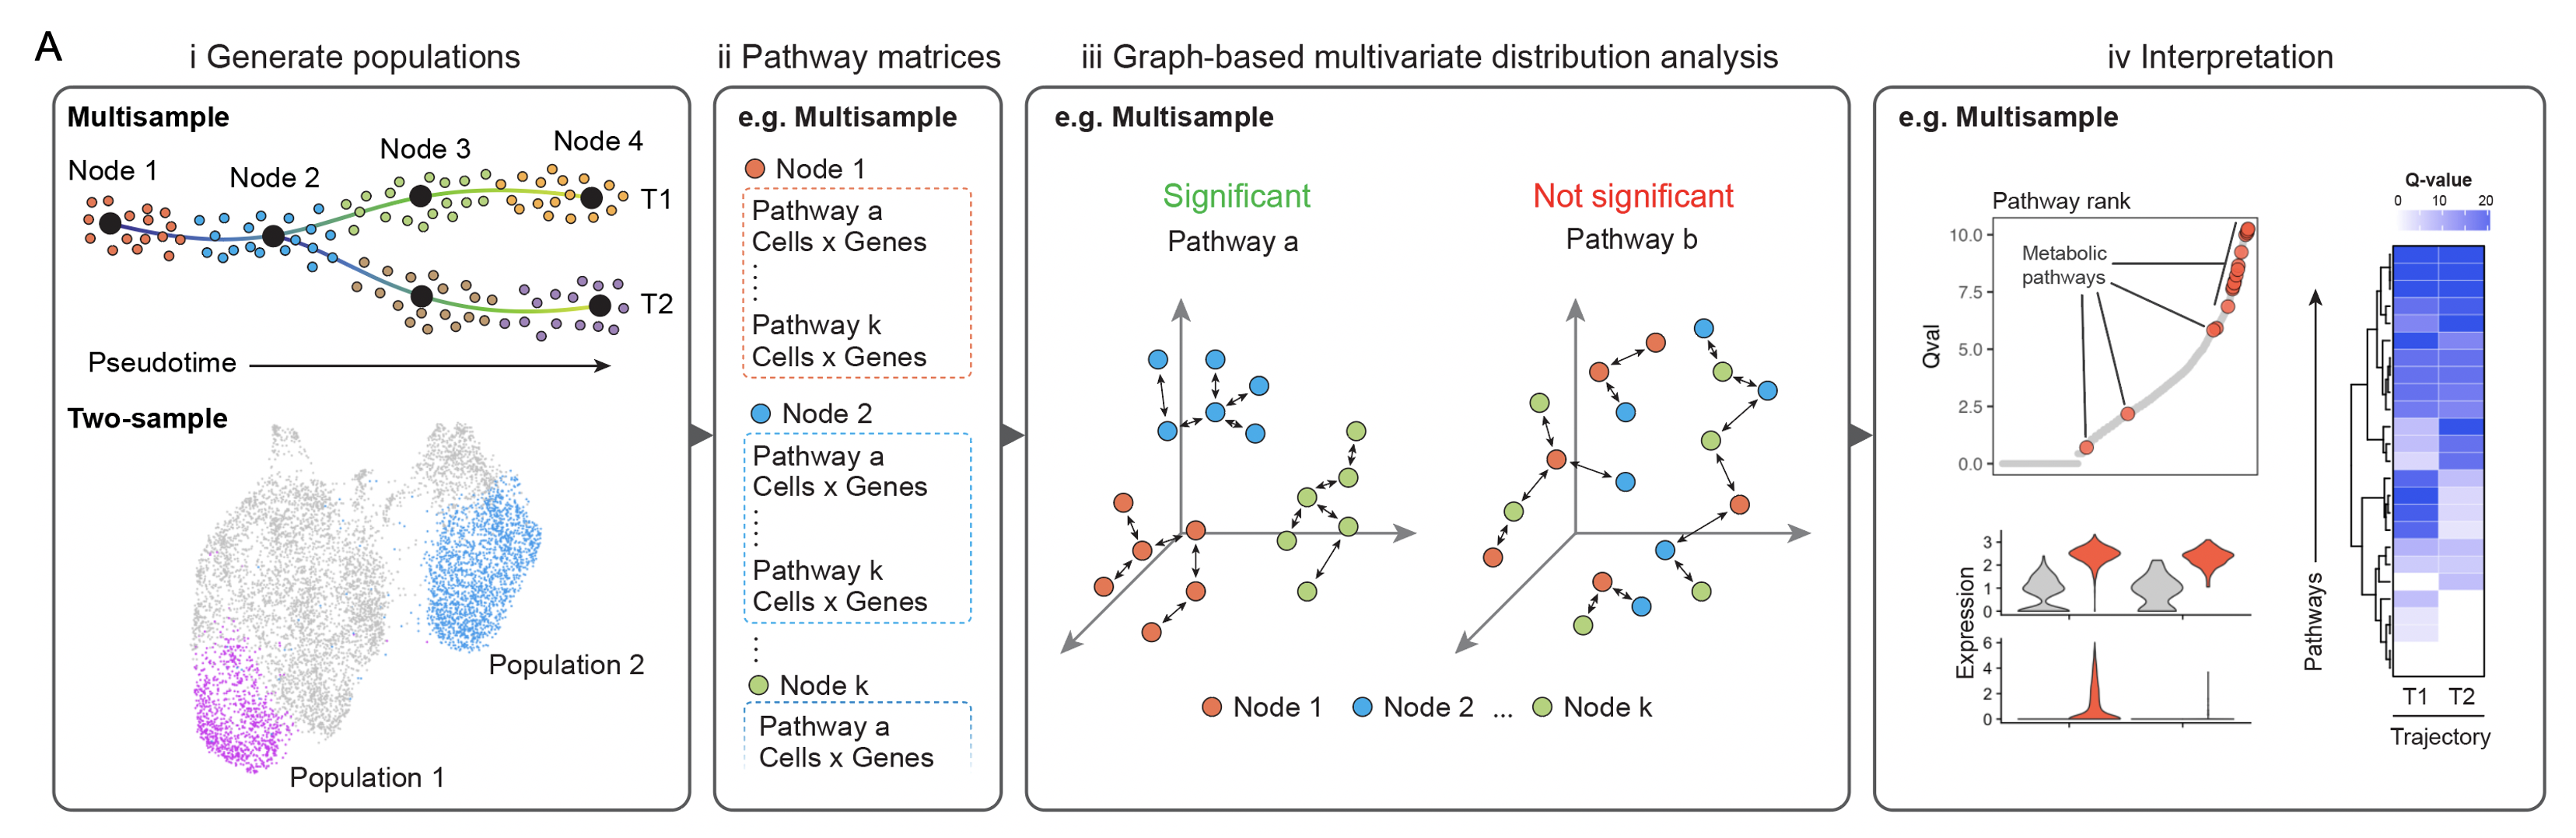 A
i Generate populations
Multisample
Node 1
Node 2
Node 3
Node 4
T1
T2
Pseudotime
Two-sample
Population 2
Population 1
ii Pathway matrices
e.g. Multisample
Node 1
Pathway a
Cells x Genes
Pathway k
Cells x Genes
Node 2
Pathway a
Cells x Genes
Pathway k
Cells x Genes
Node k
Pathway a
Cells x Genes
iii Graph-based multivariate distribution analysis
e.g. Multisample
Significant
Pathway a
Not significant
Pathway b
Node 1 Node 2 ... Node k
iv Interpretation
e.g. Multisample
Pathway rank
Qval
10.0
7.5
5.0
2.5
0.0
Metabolic
pathways
Expression
3
2
1
0
6
4
2
0
Q-value
0 10 20
Pathways
T1 T2
Trajectory